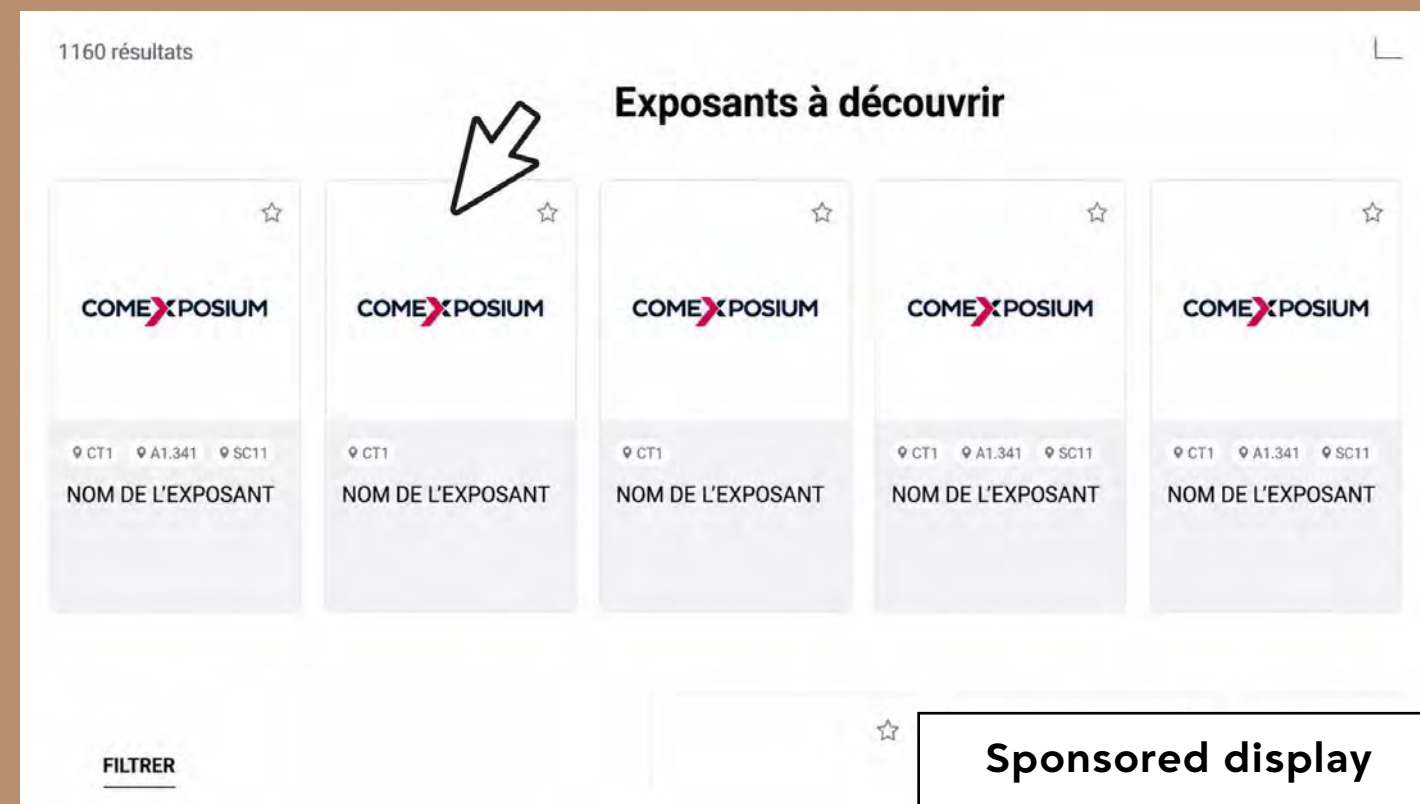 1160 résultats
Exposants à découvrir
COMEXPOSIUM COMEXPOSIUM COMEXPOSIUM COMEXPOSIUM COMEXPOSIUM
CT1 A1.341 SC11 CT1 CT1 CT1 A1.341 SC11 CT1 A1.341 SC11
NOM DE L'EXPOSANT NOM DE L'EXPOSANT NOM DE L'EXPOSANT NOM DE L'EXPOSANT NOM DE L'EXPOSANT
FILTRER
Sponsored display